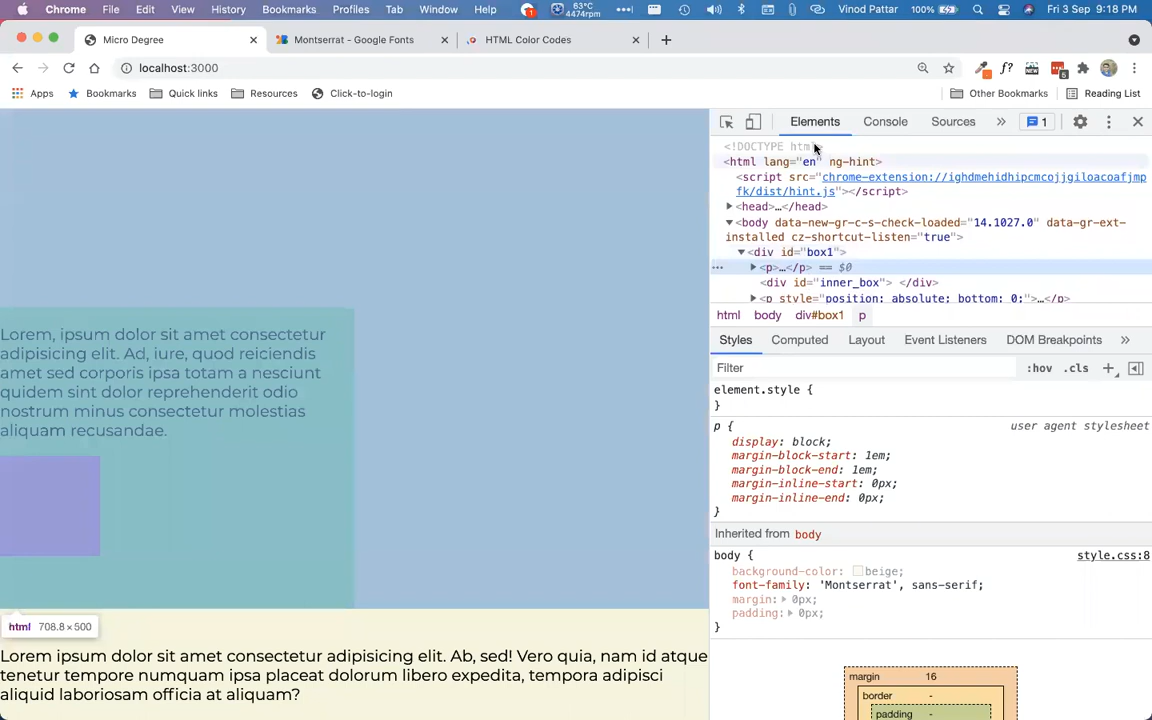 Chrome File Edit View History Bookmarks Profiles Tab Window Help 1 63°C 4474rpm Vinod Pattar 100% Fri 3 Sep 9:18 PM
Micro Degree Montserrat - Google Fonts HTML Color Codes
localhost:3000 f? NEW 5
Apps Bookmarks Quick links Resources Click-to-login Other Bookmarks Reading List
Elements Console Sources » 1
<!DOCTYPE html>
<html lang="en" ng-hint>
<script src="chrome-extension://ighdmehidhipcmcojjgiloacoafjmp
fk/dist/hint.js"></script>
<head>…</head>
<body data-new-gr-c-s-check-loaded="14.1027.0" data-gr-ext-
installed cz-shortcut-listen="true">
<div id="box1">
<p>…</p> == $0
<div id="inner_box"> </div>
<p style="position: absolute; bottom: 0;">…</p>
html body div#box1 p
Styles Computed Layout Event Listeners DOM Breakpoints »
Filter :hov .cls +
element.style {
}
p { user agent stylesheet
display: block;
margin-block-start: 1em;
margin-block-end: 1em;
margin-inline-start: 0px;
margin-inline-end: 0px;
}
Inherited from body
body { style.css:8
background-color: beige;
font-family: 'Montserrat', sans-serif;
margin: 0px;
padding: 0px;
}
margin 16
border -
padding -
Lorem, ipsum dolor sit amet consectetur
adipisicing elit. Ad, iure, quod reiciendis
amet sed corporis ipsa totam a nesciunt
quidem sint dolor reprehenderit odio
nostrum minus consectetur molestias
aliquam recusandae.
html 708.8×500
Lorem ipsum dolor sit amet consectetur adipisicing elit. Ab, sed! Vero quia, nam id atque
tenetur tempore numquam ipsa placeat dolorum libero expedita, tempora adipisci
aliquid laboriosam officia at aliquam?